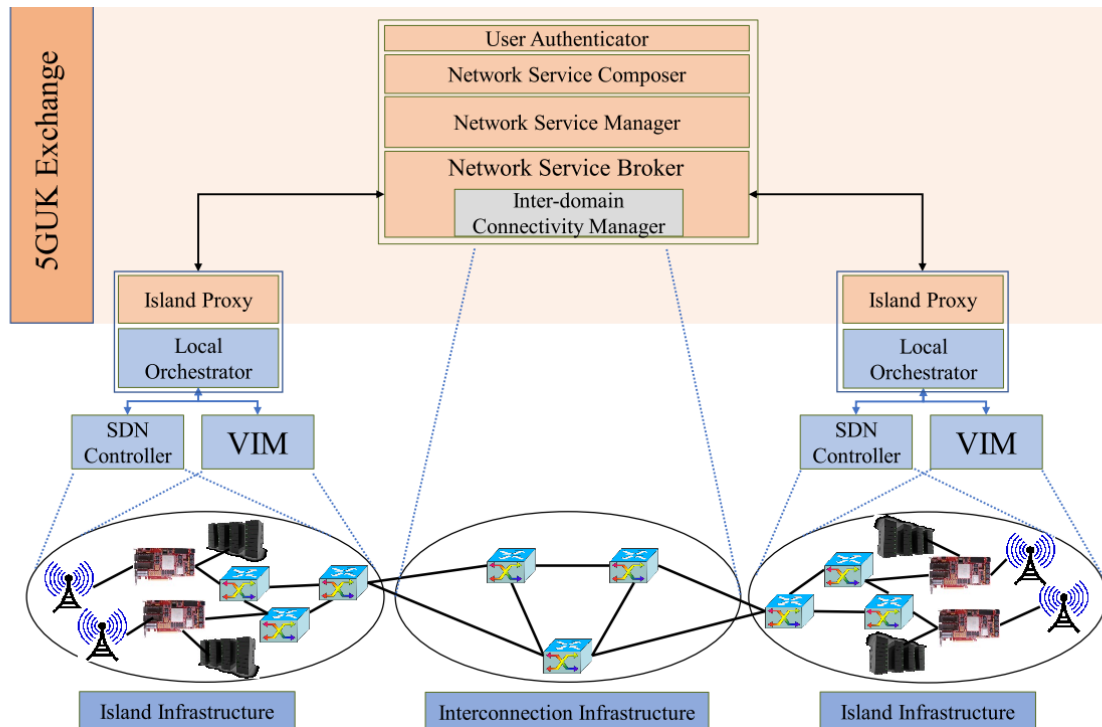 5GUK Exchange
User Authenticator
Network Service Composer
Network Service Manager
Network Service Broker
Inter-domain
Connectivity Manager
Island Proxy
Local
Orchestrator
SDN
Controller
VIM
Island Proxy
Local
Orchestrator
SDN
Controller
VIM
Island Infrastructure
Interconnection Infrastructure
Island Infrastructure